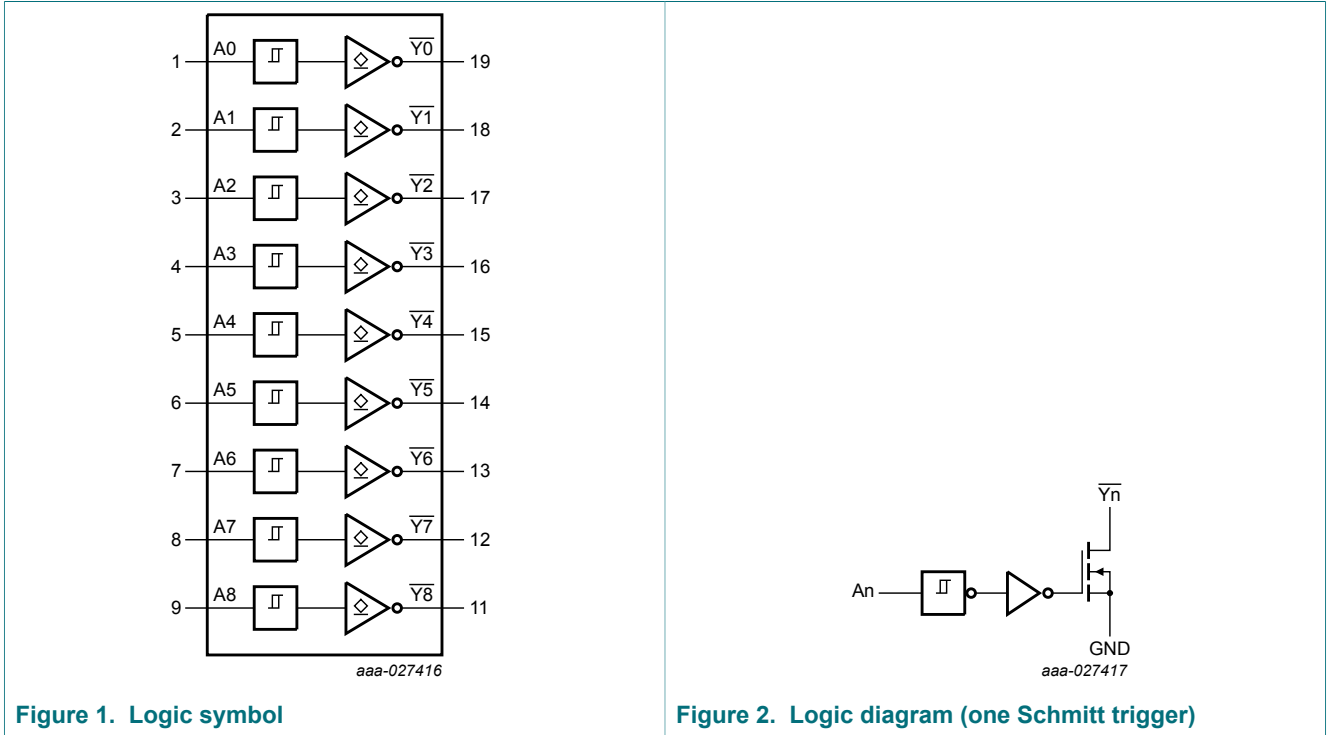 1 A0 Y0 19
2 A1 Y1 18
3 A2 Y2 17
4 A3 Y3 16
5 A4 Y4 15
6 A5 Y5 14
7 A6 Y6 13
8 A7 Y7 12
9 A8 Y8 11
aaa-027416
Figure 1. Logic symbol
Yn
An
GND
aaa-027417
Figure 2. Logic diagram (one Schmitt trigger)